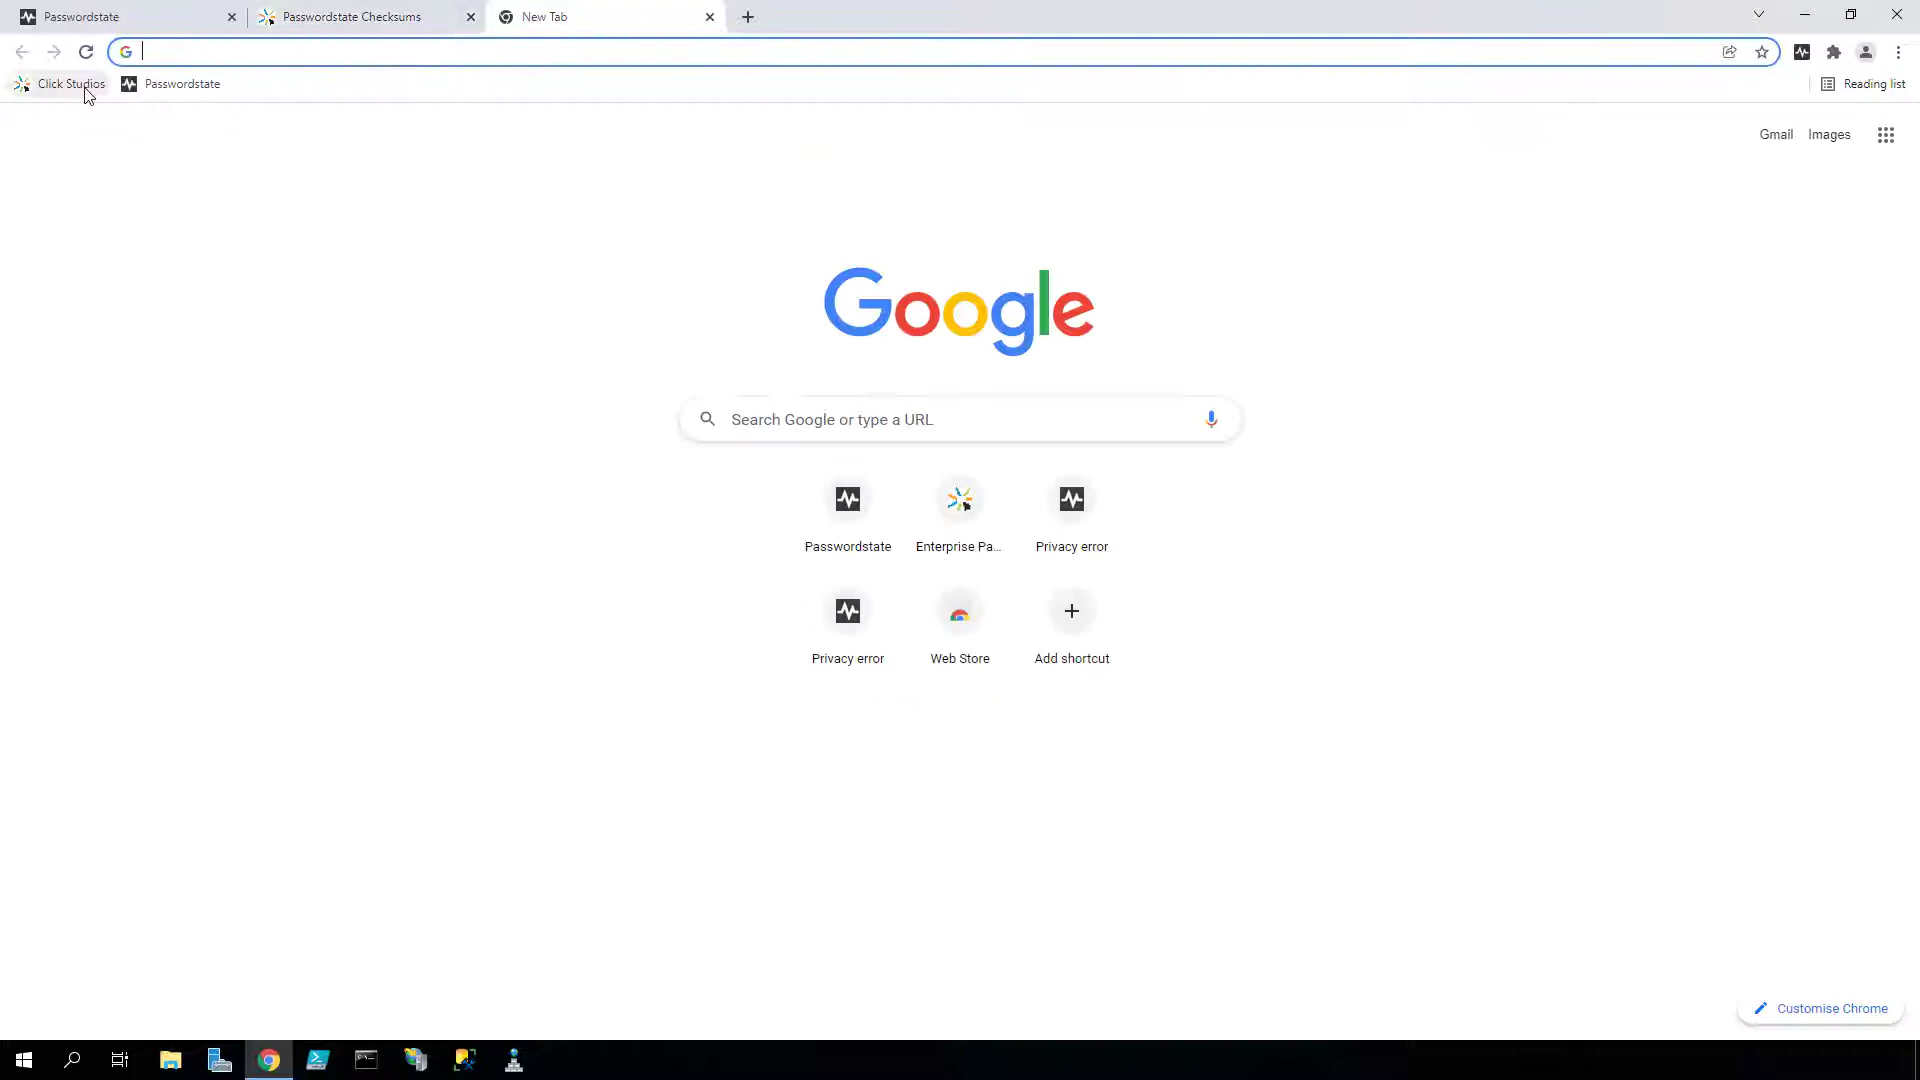 Passwordstate
Passwordstate Checksums
New Tab
Click Studios
Passwordstate
Reading list
Gmail
Images
Google
Search Google or type a URL
Passwordstate
Enterprise Pa...
Privacy error
Privacy error
Web Store
Add shortcut
Customise Chrome